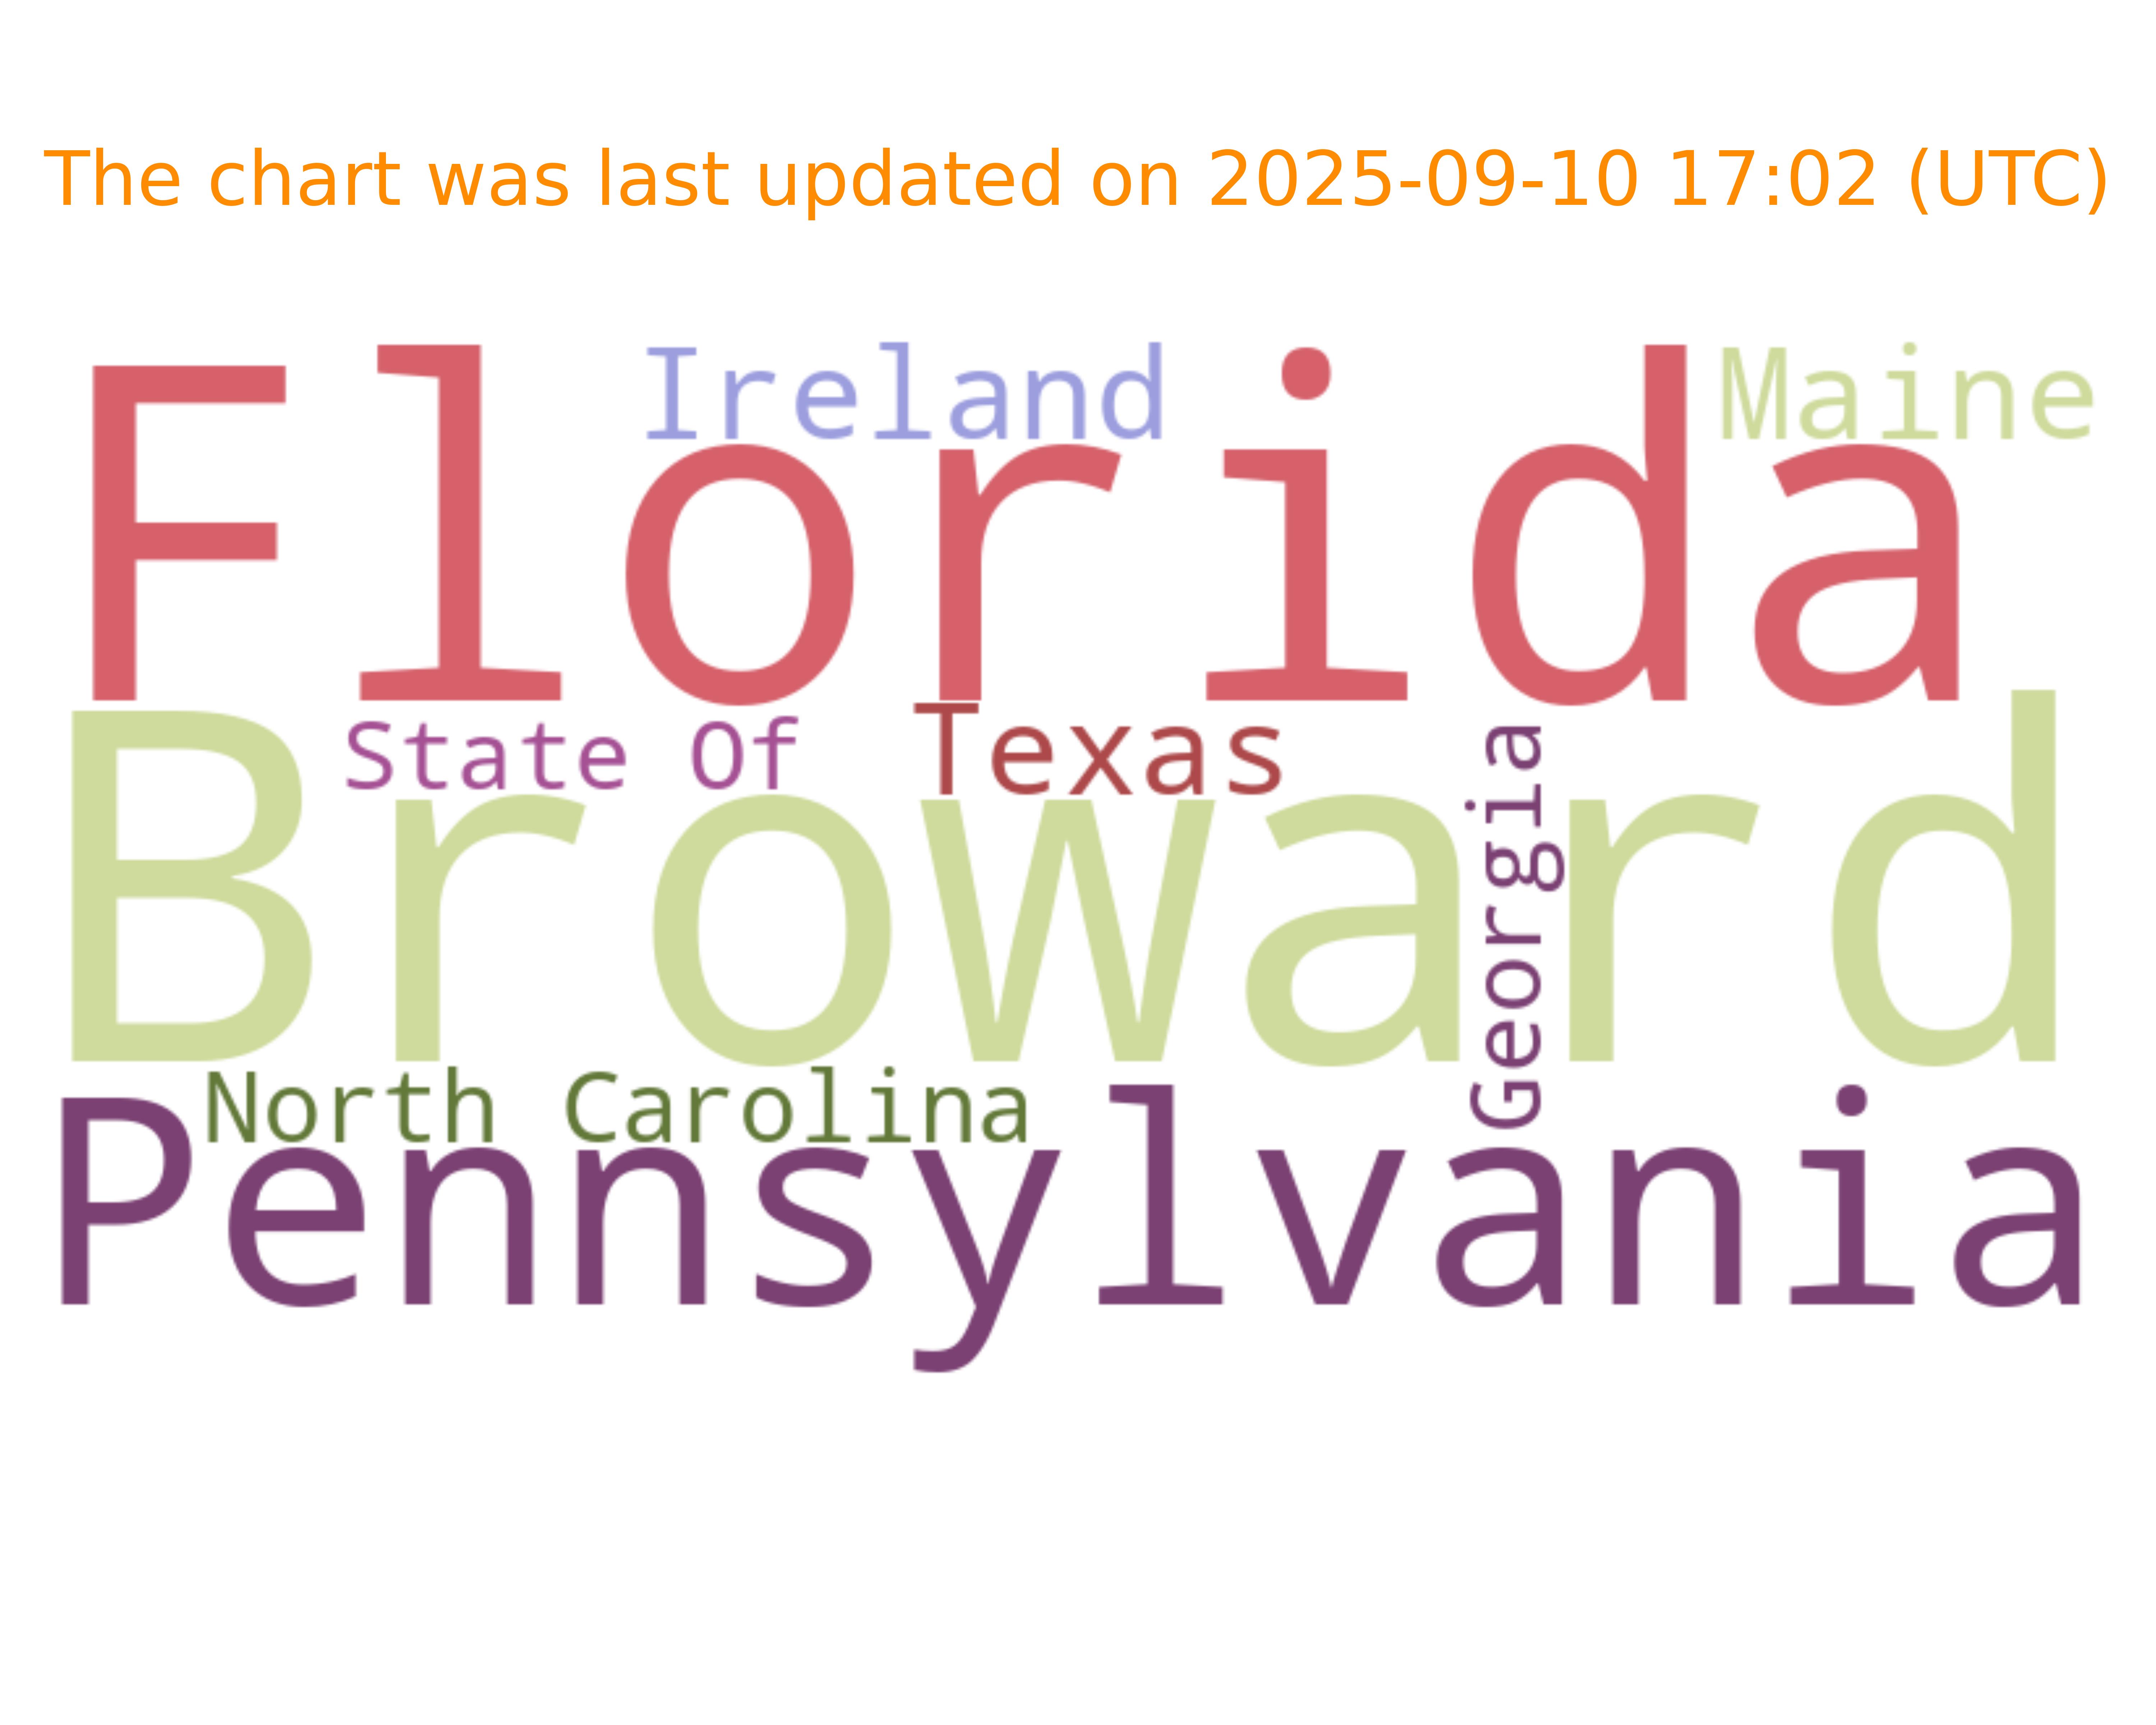 The chart was last updated on 2025-09-10 17:02 (UTC)
Ireland
Maine
Florida
State Of
Texas
Georgia
Broward
North Carolina
Pennsylvania